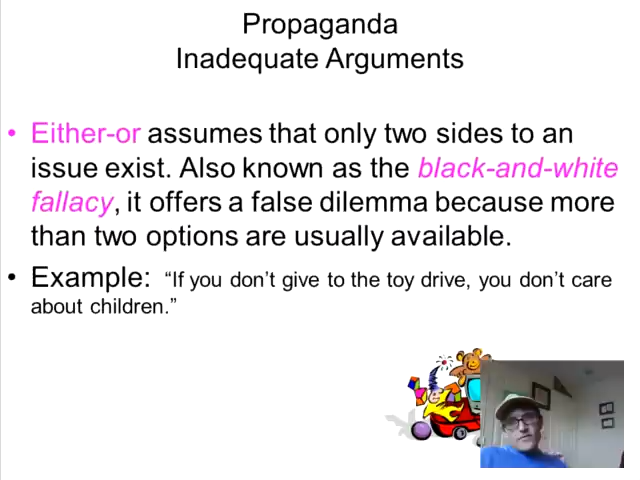 Propaganda
Inadequate Arguments
• Either-or assumes that only two sides to an
issue exist. Also known as the black-and-white
fallacy, it offers a false dilemma because more
than two options are usually available.
• Example: “If you don’t give to the toy drive, you don’t care
about children.”